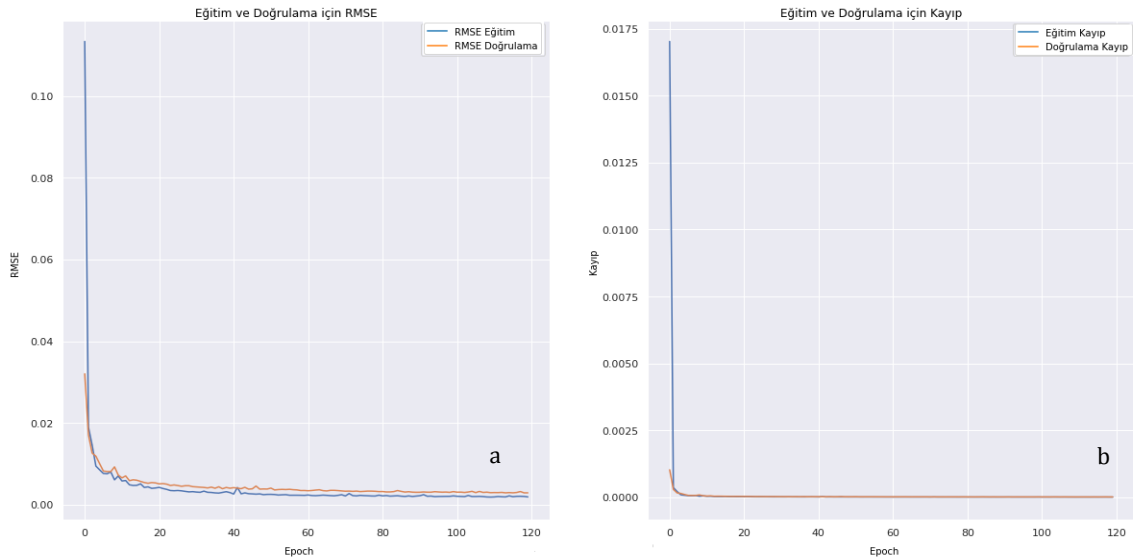 Eğitim ve Doğrulama için RMSE
RMSE Eğitim
RMSE Doğrulama
0.10
0.08
0.06
0.04
0.02
0.00
RMSE
a
0 20 40 60 80 100 120
Epoch
Eğitim ve Doğrulama için Kayıp
Eğitim Kayıp
Doğrulama Kayıp
0.0175
0.0150
0.0125
0.0100
0.0075
0.0050
0.0025
0.0000
Kayıp
b
0 20 40 60 80 100 120
Epoch